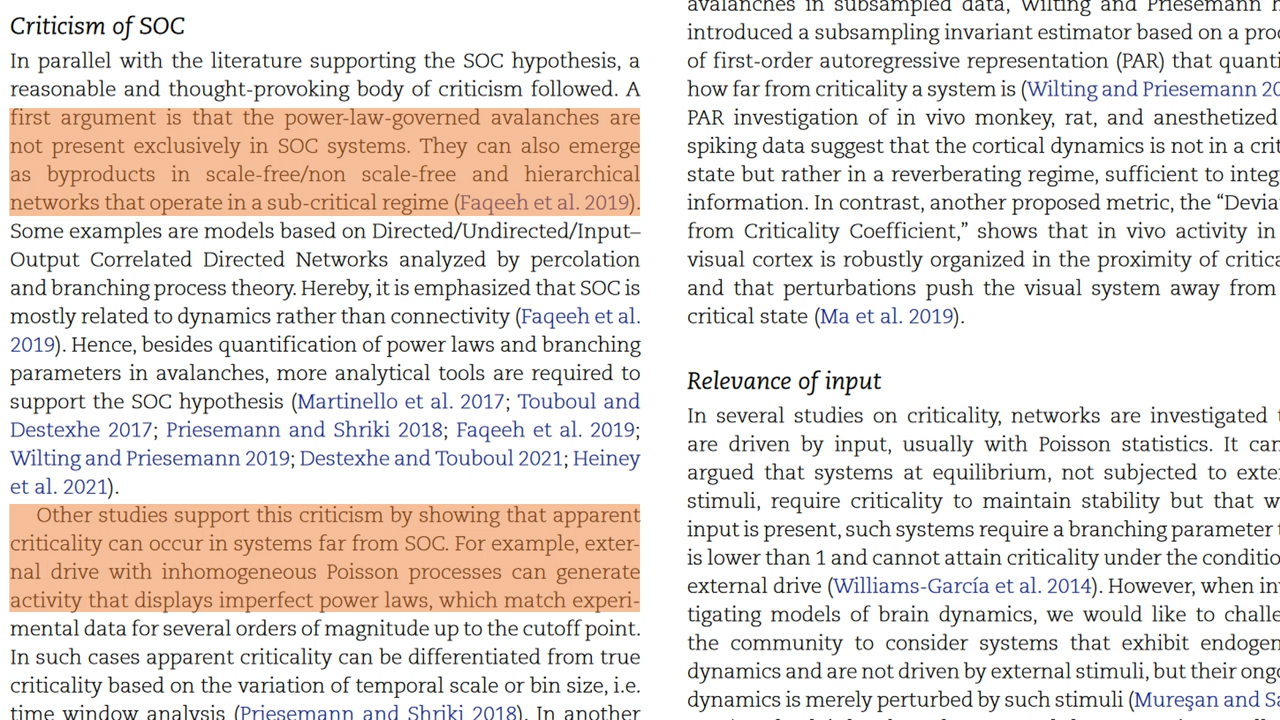 Criticism of SOC
In parallel with the literature supporting the SOC hypothesis, a
reasonable and thought-provoking body of criticism followed. A
first argument is that the power-law-governed avalanches are
not present exclusively in SOC systems. They can also emerge
as byproducts in scale-free/non scale-free and hierarchical
networks that operate in a sub-critical regime (Faqeeh et al. 2019).
Some examples are models based on Directed/Undirected/Input–
Output Correlated Directed Networks analyzed by percolation
and branching process theory. Hereby, it is emphasized that SOC is
mostly related to dynamics rather than connectivity (Faqeeh et al.
2019). Hence, besides quantification of power laws and branching
parameters in avalanches, more analytical tools are required to
support the SOC hypothesis (Martinello et al. 2017; Touboul and
Destexhe 2017; Priesemann and Shriki 2018; Faqeeh et al. 2019;
Wilting and Priesemann 2019; Destexhe and Touboul 2021; Heiney
et al. 2021).
Other studies support this criticism by showing that apparent
criticality can occur in systems far from SOC. For example, exter-
nal drive with inhomogeneous Poisson processes can generate
activity that displays imperfect power laws, which match experi-
mental data for several orders of magnitude up to the cutoff point.
In such cases apparent criticality can be differentiated from true
criticality based on the variation of temporal scale or bin size, i.e.
time window analysis (Priesemann and Shriki 2018). In another
avalanches in subsampled data, Wilting and Priesemann
introduced a subsampling invariant estimator based on a
of first-order autoregressive representation (PAR) that
how far from criticality a system is (Wilting and Priesemann
PAR investigation of in vivo monkey, rat, and anesthetized
spiking data suggest that the cortical dynamics is not in a
state but rather in a reverberating regime, sufficient to
information. In contrast, another proposed metric, the
from Criticality Coefficient,” shows that in vivo activity in
visual cortex is robustly organized in the proximity of
and that perturbations push the visual system away from
critical state (Ma et al. 2019).
Relevance of input
In several studies on criticality, networks are investigated
are driven by input, usually with Poisson statistics. It can
argued that systems at equilibrium, not subjected to
stimuli, require criticality to maintain stability but that
input is present, such systems require a branching parameter
is lower than 1 and cannot attain criticality under the
external drive (Williams-García et al. 2014). However, when
tigating models of brain dynamics, we would like to
the community to consider systems that exhibit
dynamics and are not driven by external stimuli, but their
dynamics is merely perturbed by such stimuli (Mureşan and